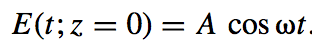 E(t; z = 0) = A cos ωt.